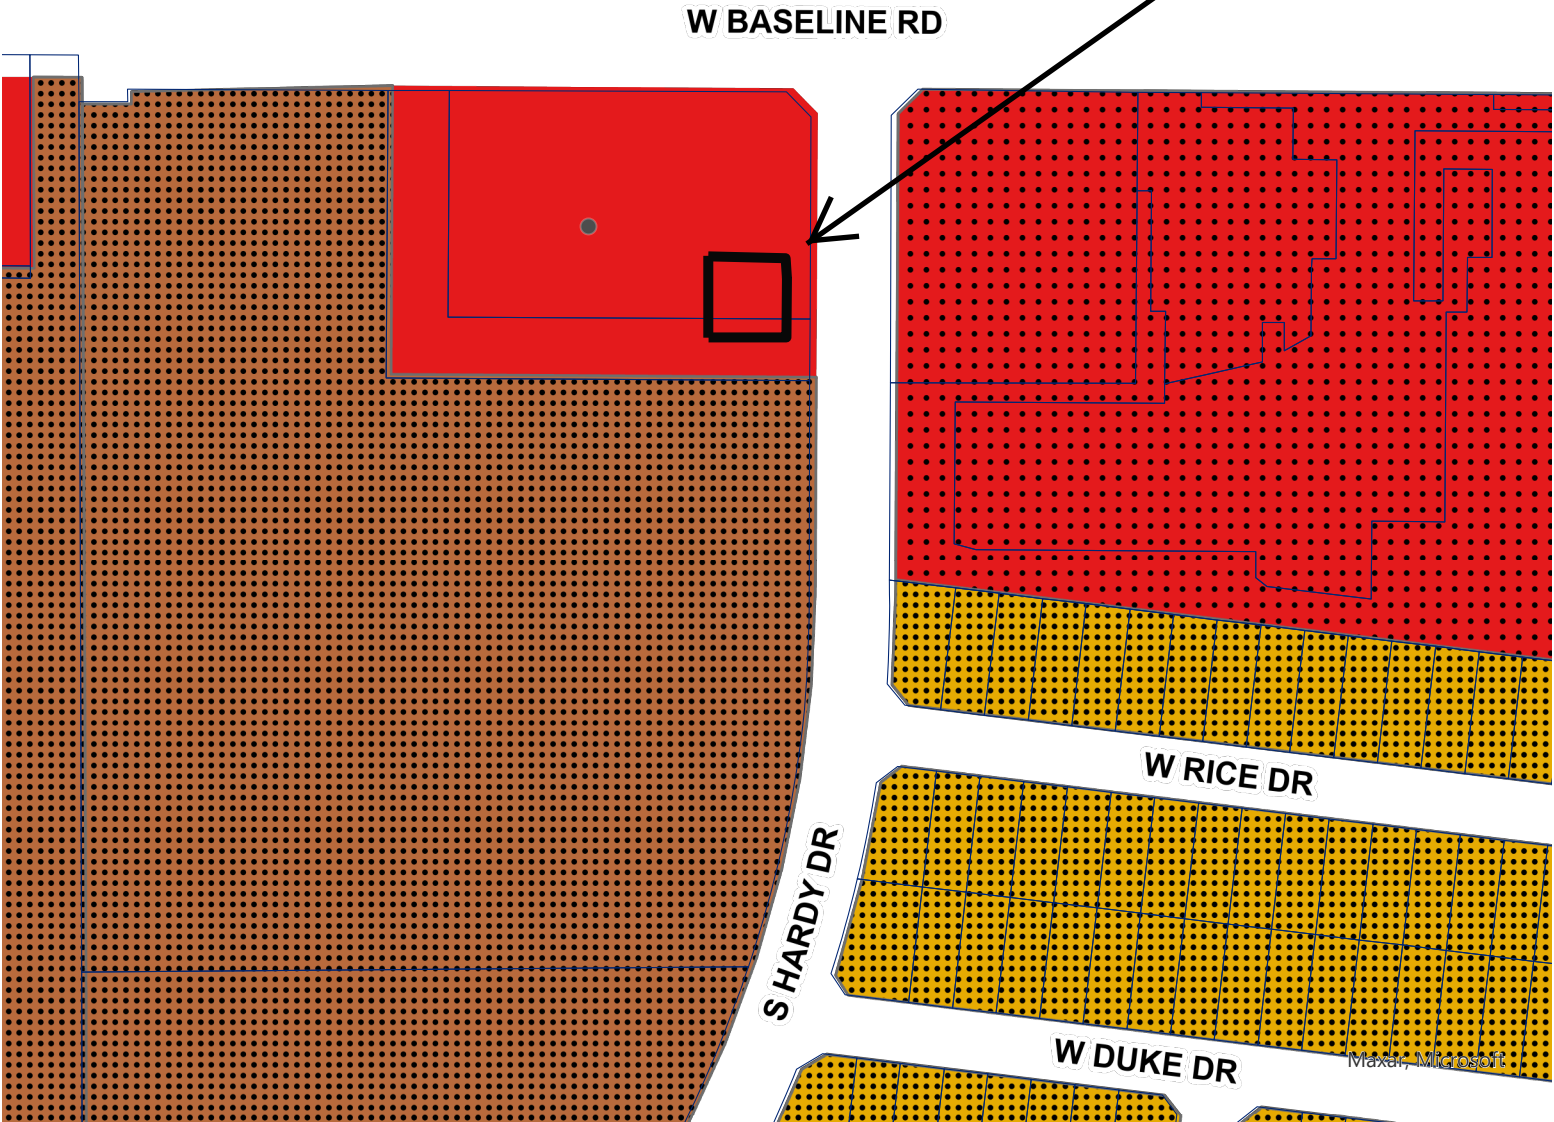 W BASELINE RD
W RICE DR
S HARDY DR
W DUKE DR
Maxar, Microsoft